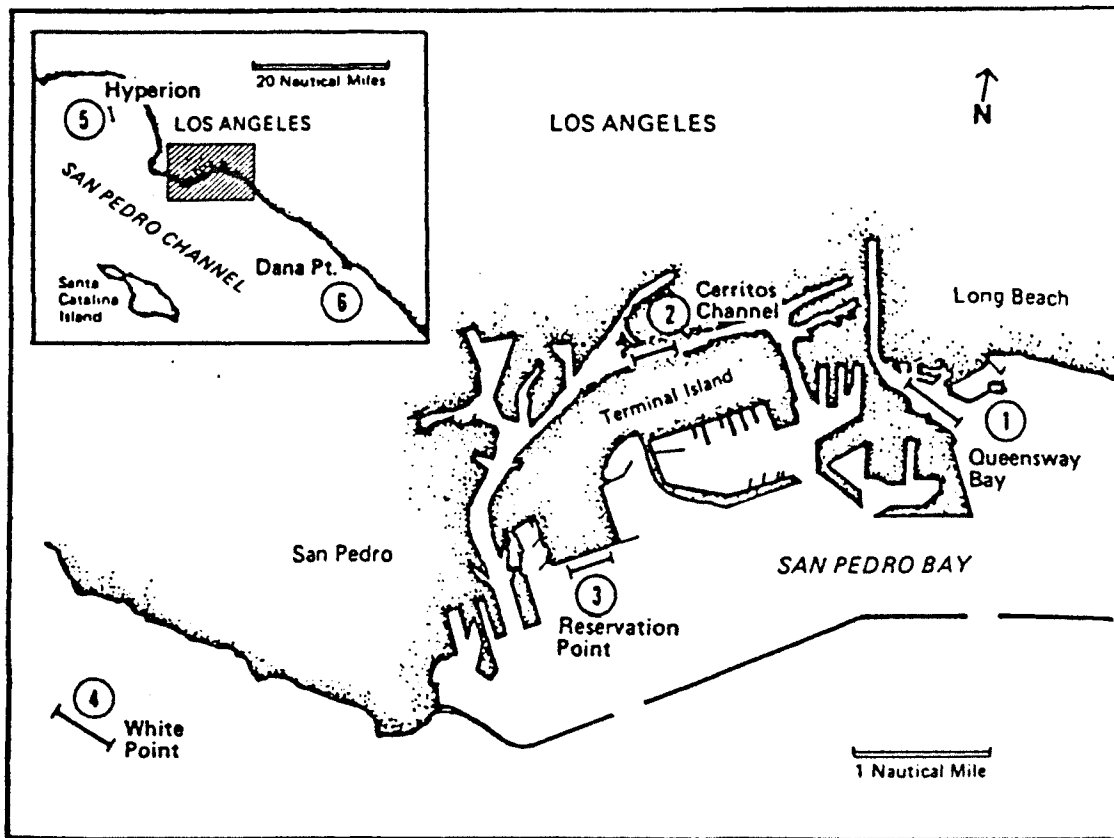 20 Nautical Miles
Hyperion
5
LOS ANGELES
SAN PEDRO CHANNEL
Dana Pt.
6
Santa
Catalina
Island
LOS ANGELES
N
2
Cerritos
Channel
Long Beach
Terminal Island
1
Queensway
Bay
San Pedro
SAN PEDRO BAY
3
Reservation
Point
4
White
Point
1 Nautical Mile